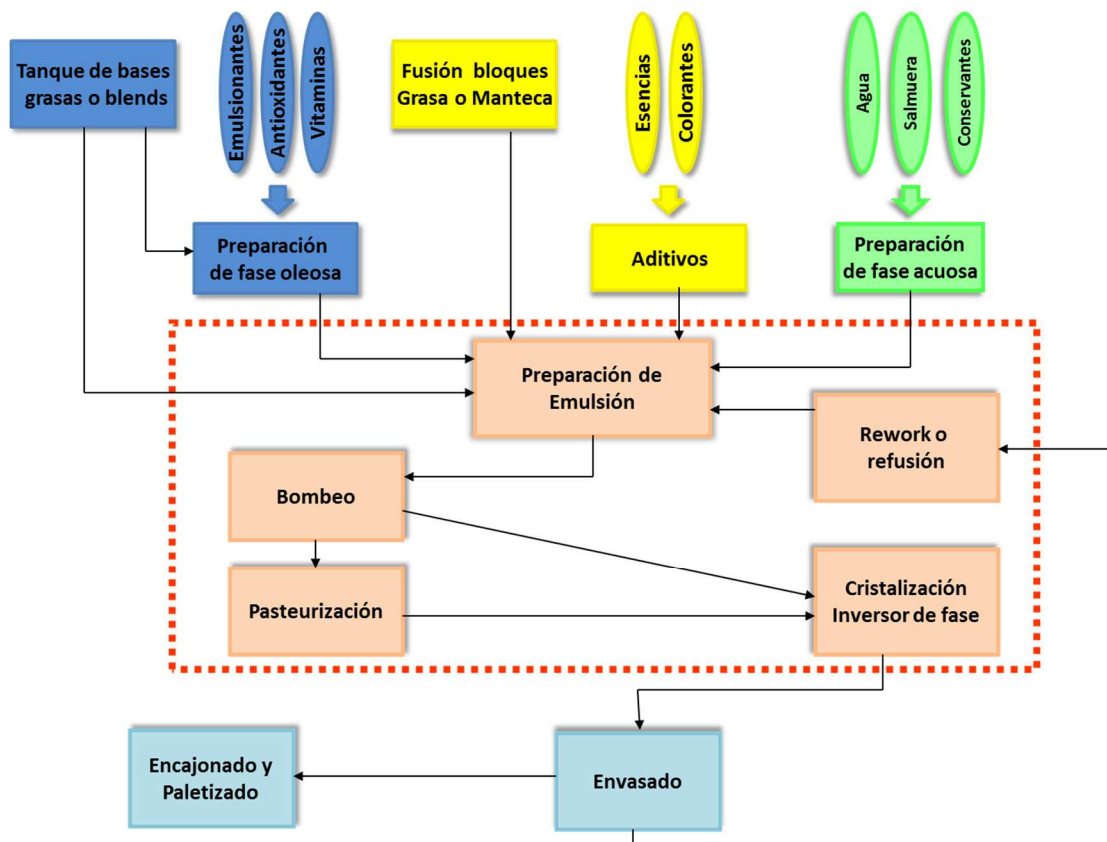 Tanque de bases
grasas o blends
Emulsionantes
Antioxidantes
Vitaminas
Fusión bloques
Grasa o Manteca
Esencias
Colorantes
Agua
Salmuera
Conservantes
Preparación
de fase oleosa
Aditivos
Preparación
de fase acuosa
Preparación de
Emulsión
Rework o
refusión
Bombeo
Pasteurización
Cristalización
Inversor de fase
Encajonado y
Paletizado
Envasado